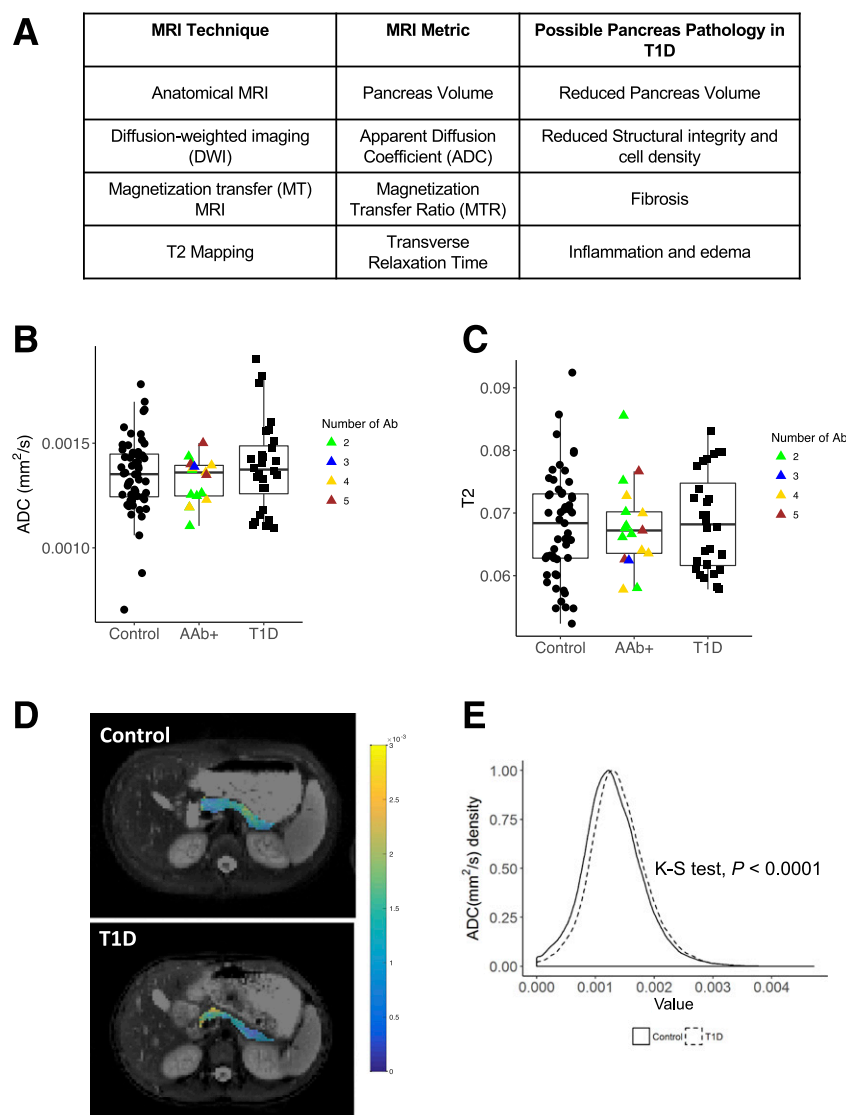 A
MRI Technique
MRI Metric
Possible Pancreas Pathology in
T1D
Anatomical MRI
Pancreas Volume
Reduced Pancreas Volume
Diffusion-weighted imaging
(DWI)
Apparent Diffusion
Coefficient (ADC)
Reduced Structural integrity and
cell density
Magnetization transfer (MT)
MRI
Magnetization
Transfer Ratio (MTR)
Fibrosis
T2 Mapping
Transverse
Relaxation Time
Inflammation and edema
B
ADC (mm²/s)
0.0015
0.0010
Control
AAb+
T1D
Number of Ab
2
3
4
5
C
T2
0.09
0.08
0.07
0.06
Control
AAb+
T1D
Number of Ab
2
3
4
5
D
Control
T1D
×10⁻³
3
2.5
2
1.5
1
0.5
0
E
ADC(mm²/s) density
1.00
0.75
0.50
0.25
0.00
K-S test, P < 0.0001
0.000
0.001
0.002
0.003
0.004
Value
Control
T1D